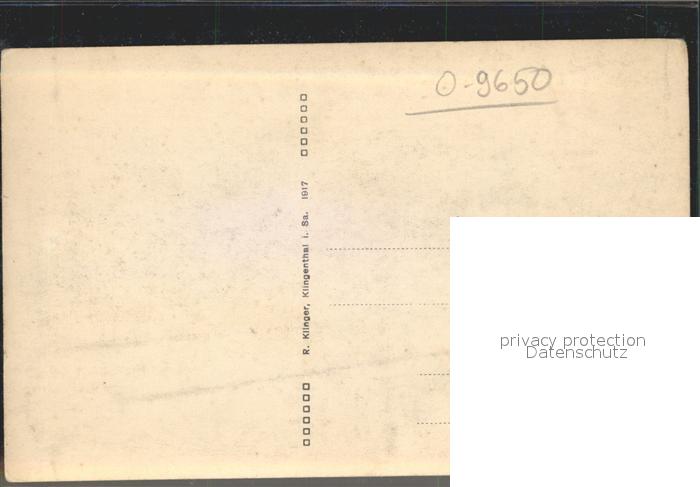 O-9650
R. Klinger, Klingenthal i. Sa. 1917
privacy protection
Datenschutz